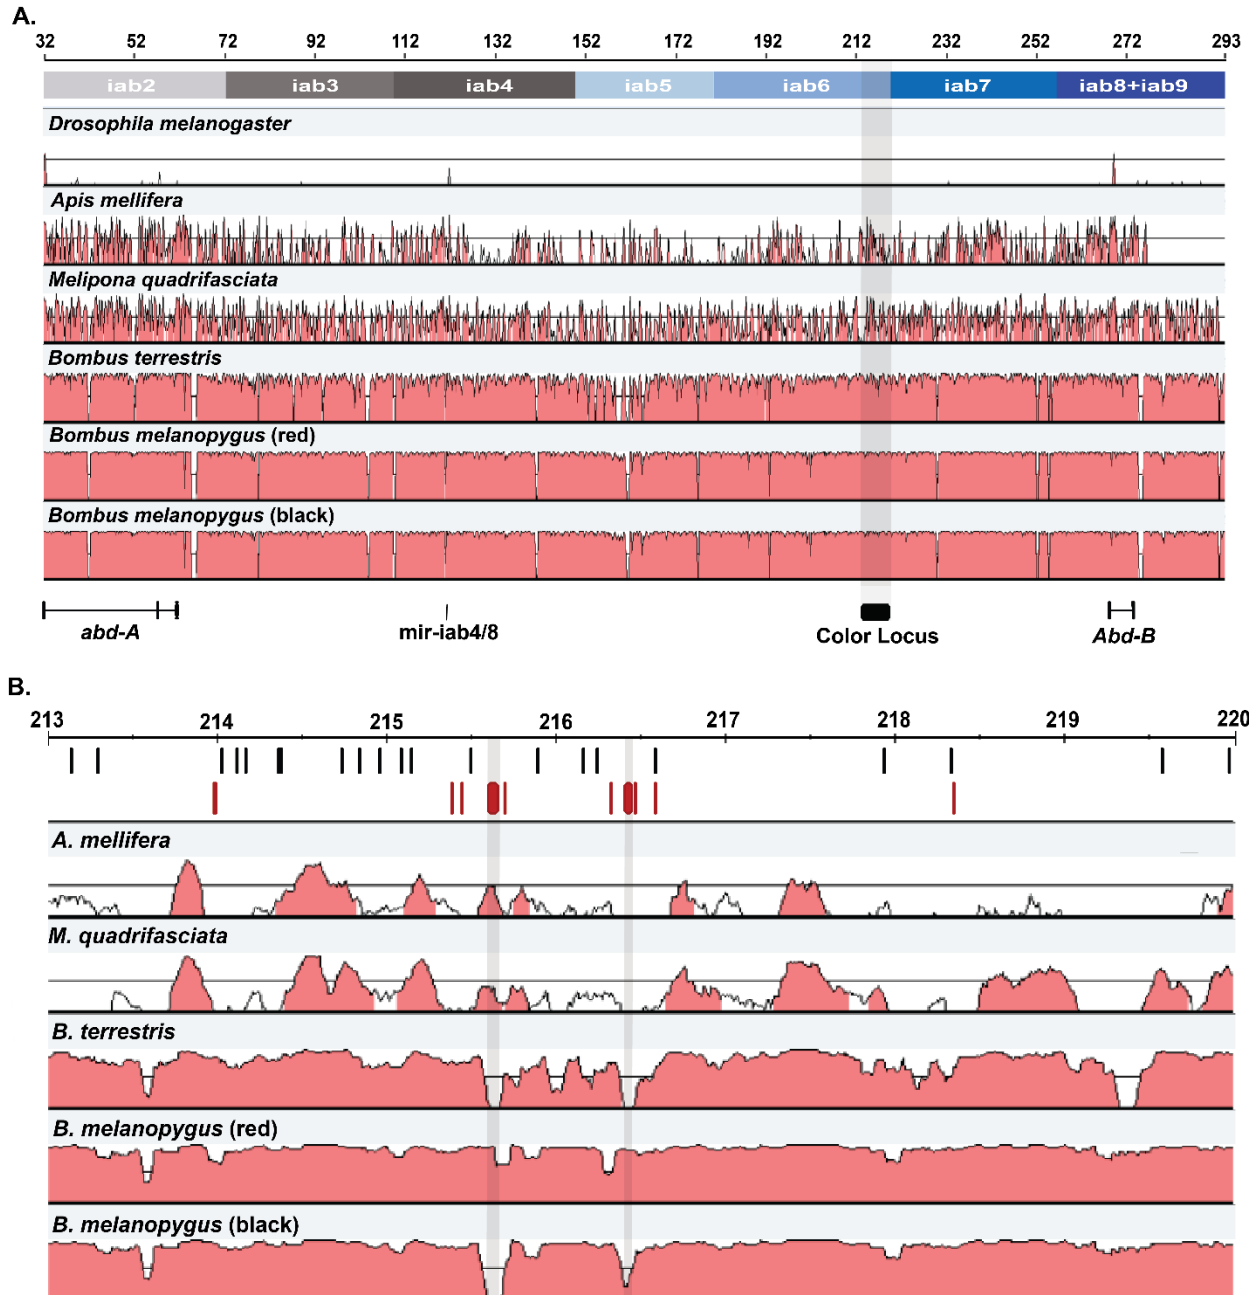 A.
32 52 72 92 112 132 152 172 192 212 232 252 272 293
iab2 iab3 iab4 iab5 iab6 iab7 iab8+iab9
Drosophila melanogaster
Apis mellifera
Melipona quadrifasciata
Bombus terrestris
Bombus melanopygus (red)
Bombus melanopygus (black)
abd-A mir-iab4/8 Color Locus Abd-B
B.
213 214 215 216 217 218 219 220
A. mellifera
M. quadrifasciata
B. terrestris
B. melanopygus (red)
B. melanopygus (black)